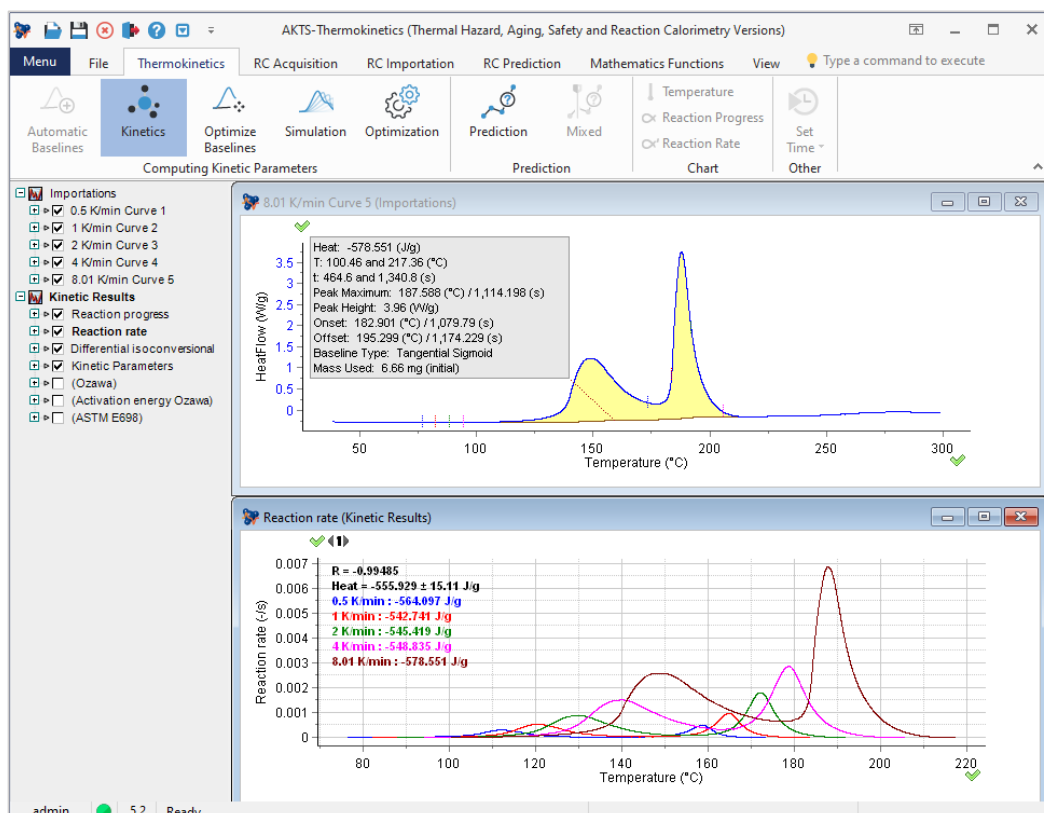 AKTS-Thermokinetics (Thermal Hazard, Aging, Safety and Reaction Calorimetry Versions)
Menu File Thermokinetics RC Acquisition RC Importation RC Prediction Mathematics Functions View Type a command to execute
Automatic Baselines
Kinetics
Optimize Baselines
Simulation
Optimization
Prediction
Mixed
Temperature
Reaction Progress
Reaction Rate
Set Time
Computing Kinetic Parameters Prediction Chart Other
Importations
0.5 K/min Curve 1
1 K/min Curve 2
2 K/min Curve 3
4 K/min Curve 4
8.01 K/min Curve 5
Kinetic Results
Reaction progress
Reaction rate
Differential isoconversional
Kinetic Parameters
(Ozawa)
(Activation energy Ozawa)
(ASTM E698)
8.01 K/min Curve 5 (Importations)
Heat: -578.551 (J/g)
T: 100.46 and 217.36 (°C)
t: 464.6 and 1,340.8 (s)
Peak Maximum: 187.588 (°C) / 1,114.198 (s)
Peak Height: 3.96 (W/g)
Onset: 182.901 (°C) / 1,079.79 (s)
Offset: 195.299 (°C) / 1,174.229 (s)
Baseline Type: Tangential Sigmoid
Mass Used: 6.66 mg (initial)
HeatFlow (W/g)
3.5
3
2.5
2
1.5
1
0.5
0
50 100 150 200 250 300
Temperature (°C)
Reaction rate (Kinetic Results)
(1)
R = -0.99485
Heat = -555.929 ± 15.11 J/g
0.5 K/min : -564.097 J/g
1 K/min : -542.741 J/g
2 K/min : -545.419 J/g
4 K/min : -548.835 J/g
8.01 K/min : -578.551 J/g
Reaction rate (-/s)
0.007
0.006
0.005
0.004
0.003
0.002
0.001
0
80 100 120 140 160 180 200 220
Temperature (°C)
admin 5.2 Ready